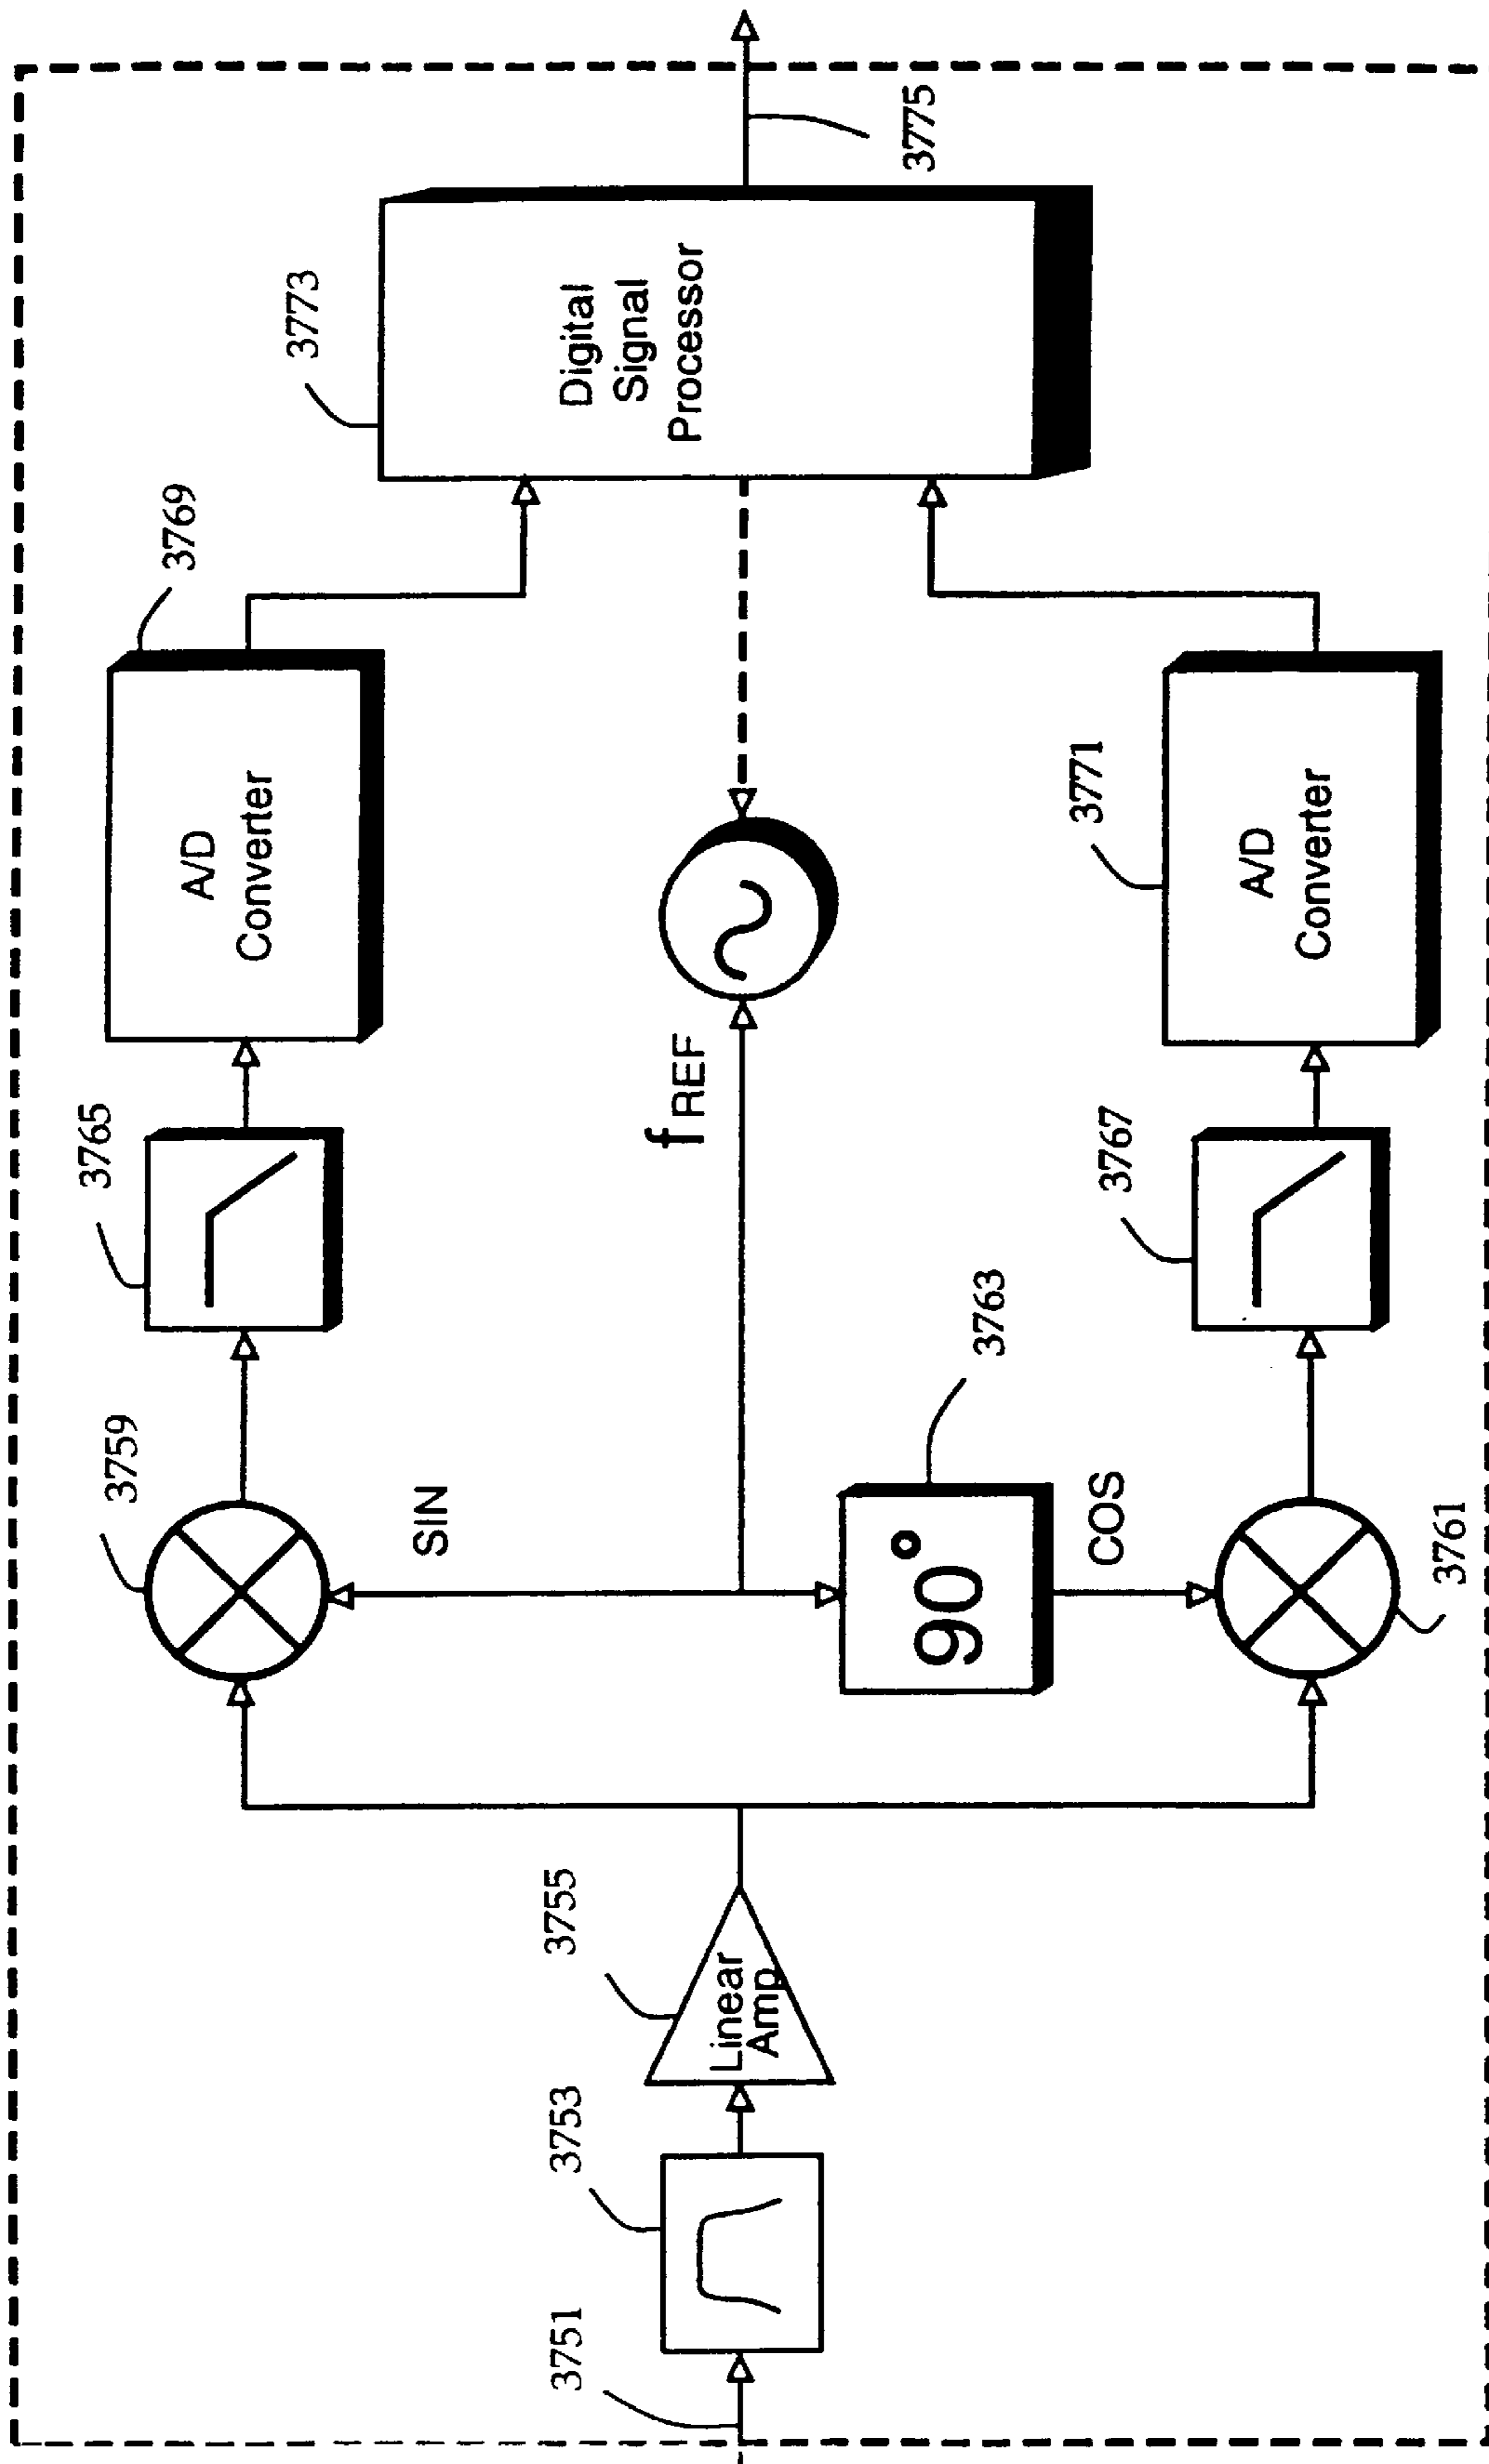 3751
3753
3755
Linear
Amp
3759
SIN
3763
90°
COS
3761
3765
3767
fREF
3769
A/D
Converter
3771
A/D
Converter
3773
Digital
Signal
Processor
3775